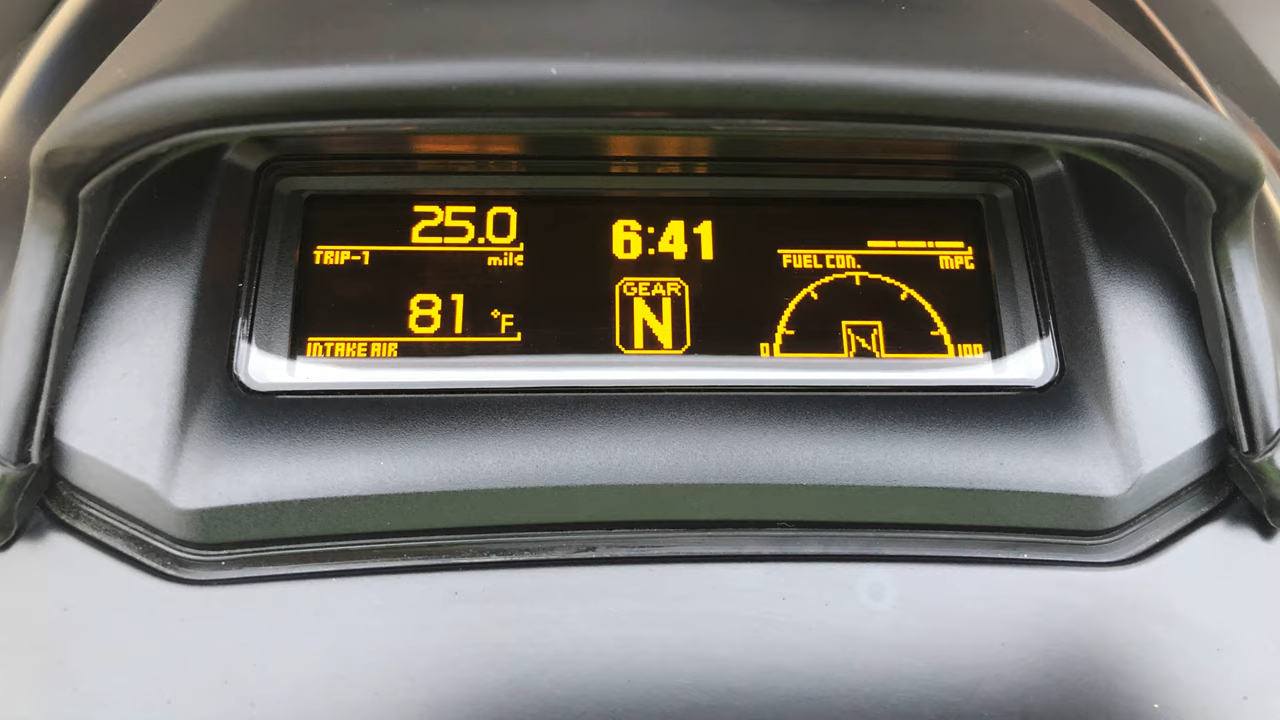 25.0
TRIP-1 mile
81 °F
INTAKE AIR
6:41
GEAR
N
--.-
FUEL CON. MPG
N
0 100